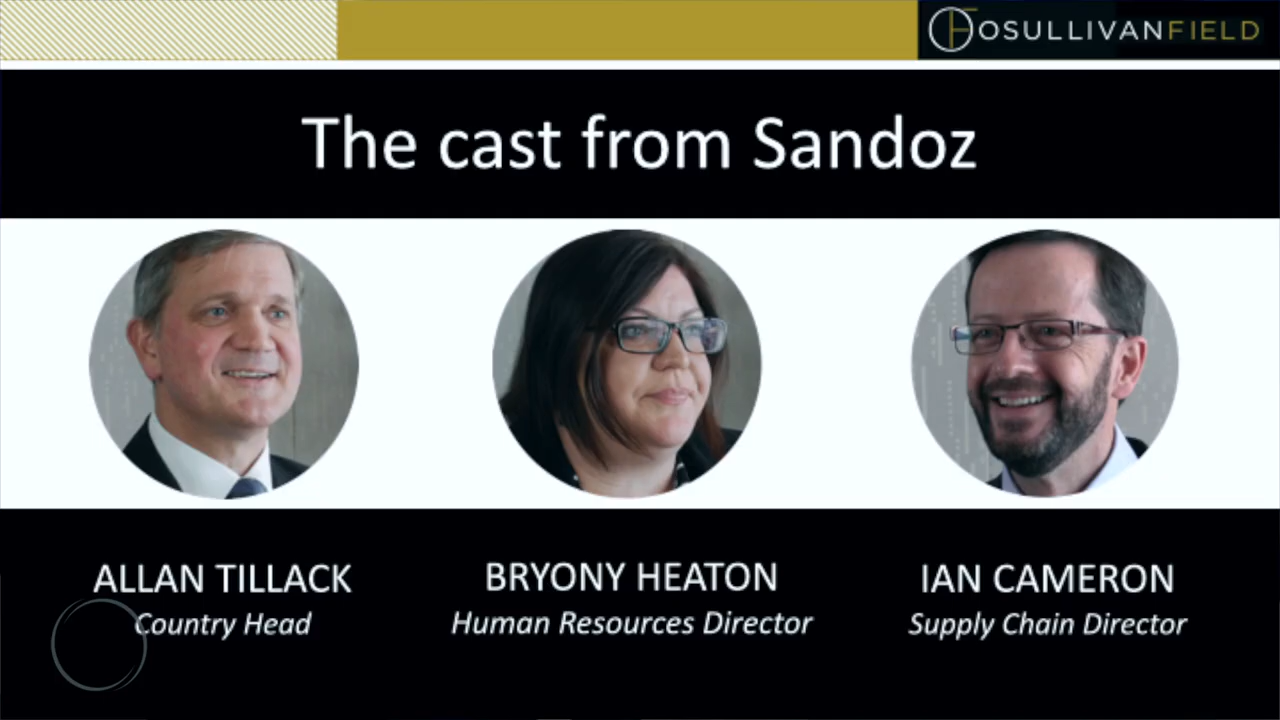 OSULLIVANFIELD
The cast from Sandoz
ALLAN TILLACK
Country Head
BRYONY HEATON
Human Resources Director
IAN CAMERON
Supply Chain Director